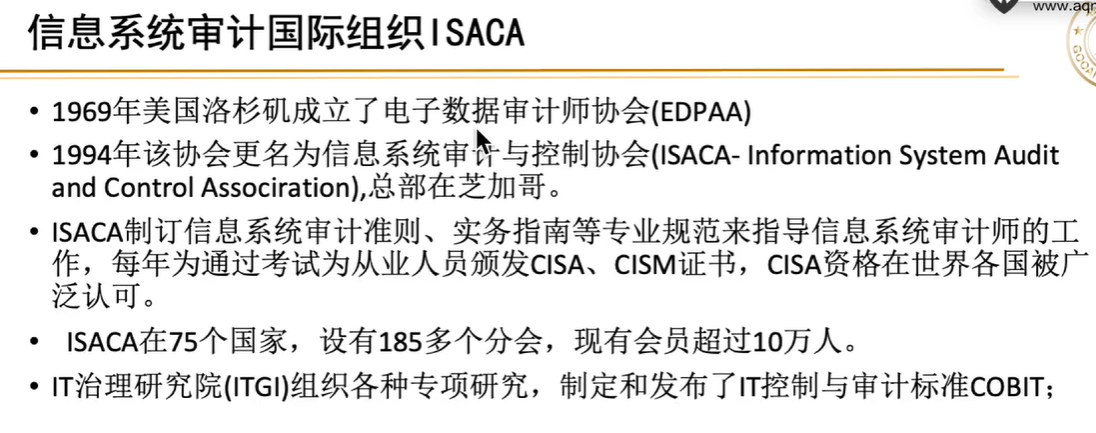 www.aqn
信息系统审计国际组织ISACA
• 1969年美国洛杉矶成立了电子数据审计师协会(EDPAA)
• 1994年该协会更名为信息系统审计与控制协会(ISACA- Information System Audit
and Control Associration),总部在芝加哥。
• ISACA制订信息系统审计准则、实务指南等专业规范来指导信息系统审计师的工
作，每年为通过考试为从业人员颁发CISA、CISM证书，CISA资格在世界各国被广
泛认可。
• ISACA在75个国家，设有185多个分会，现有会员超过10万人。
• IT治理研究院(ITGI)组织各种专项研究，制定和发布了IT控制与审计标准COBIT；